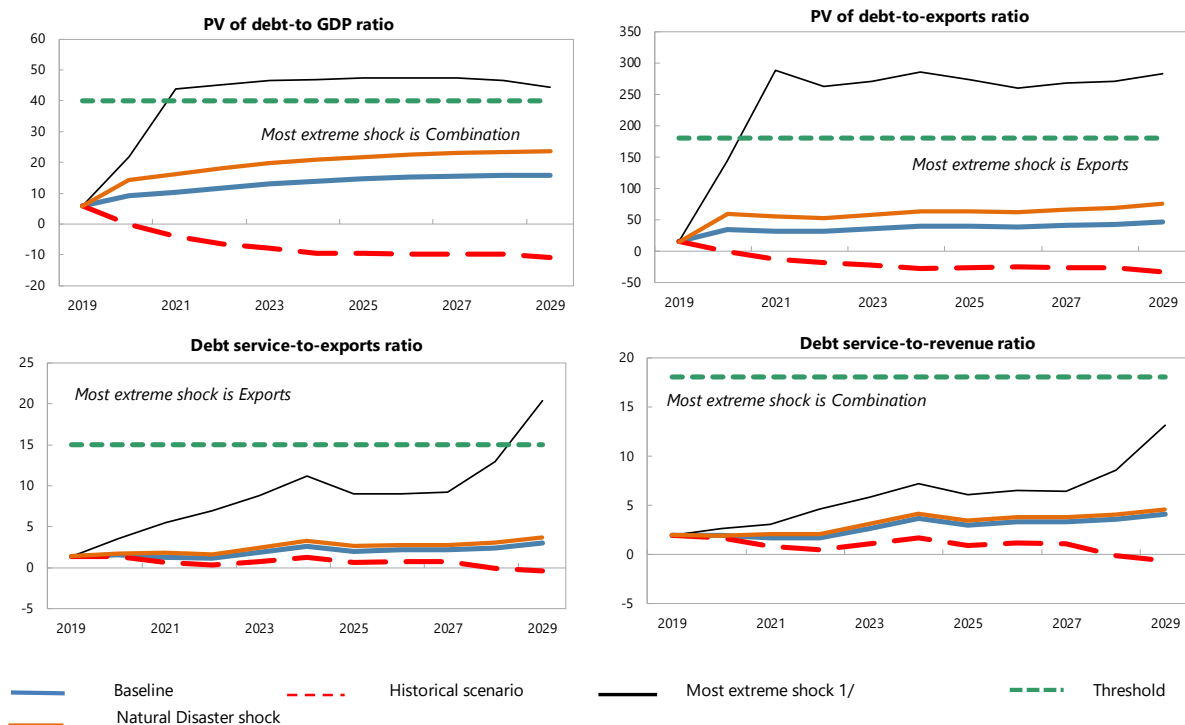 PV of debt-to GDP ratio
60
50
40
30
20
10
0
-10
-20
Most extreme shock is Combination
2019 2021 2023 2025 2027 2029
PV of debt-to-exports ratio
350
300
250
200
150
100
50
0
-50
Most extreme shock is Exports
2019 2021 2023 2025 2027 2029
Debt service-to-exports ratio
25
20
15
10
5
0
-5
Most extreme shock is Exports
2019 2021 2023 2025 2027 2029
Debt service-to-revenue ratio
20
15
10
5
0
-5
Most extreme shock is Combination
2019 2021 2023 2025 2027 2029
Baseline Historical scenario Most extreme shock 1/ Threshold
Natural Disaster shock